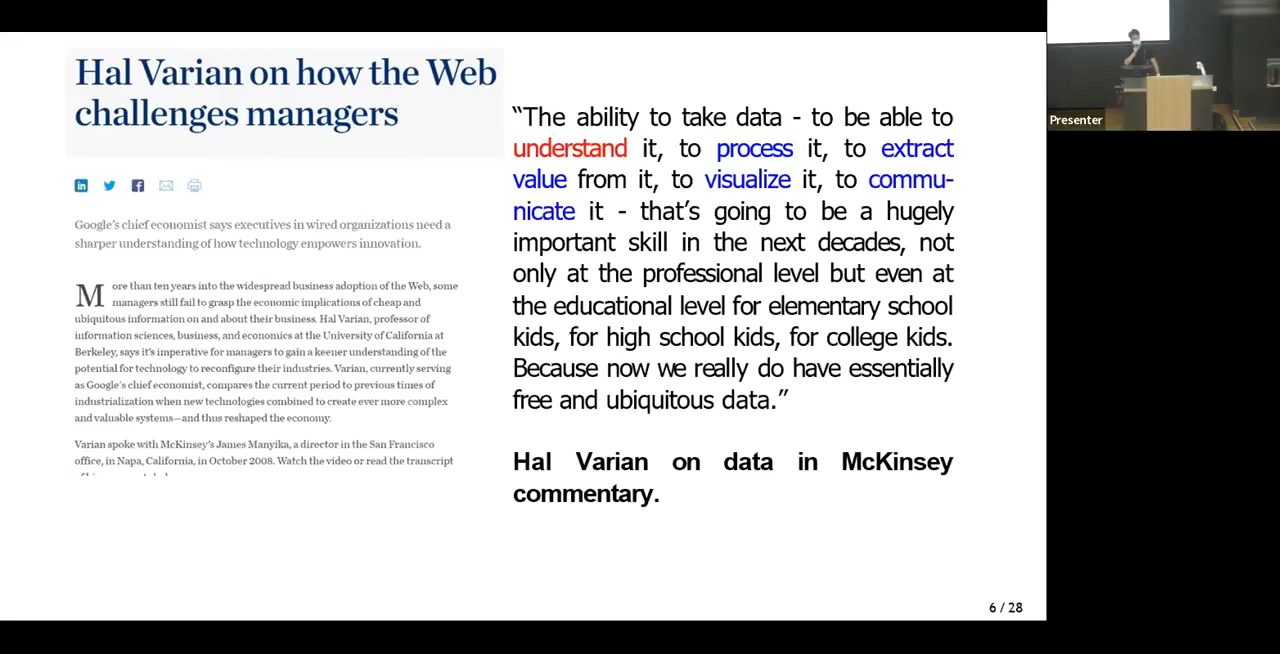 Hal Varian on how the Web
challenges managers
Google's chief economist says executives in wired organizations need a
sharper understanding of how technology empowers innovation.
More than ten years into the widespread business adoption of the Web, some
managers still fail to grasp the economic implications of cheap and
ubiquitous information on and about their business. Hal Varian, professor of
information sciences, business, and economics at the University of California at
Berkeley, says it's imperative for managers to gain a keener understanding of the
potential for technology to reconfigure their industries. Varian, currently serving
as Google's chief economist, compares the current period to previous times of
industrialization when new technologies combined to create ever more complex
and valuable systems—and thus reshaped the economy.
Varian spoke with McKinsey's James Manyika, a director in the San Francisco
office, in Napa, California, in October 2008. Watch the video or read the transcript
“The ability to take data - to be able to
understand it, to process it, to extract
value from it, to visualize it, to commu-
nicate it - that’s going to be a hugely
important skill in the next decades, not
only at the professional level but even at
the educational level for elementary school
kids, for high school kids, for college kids.
Because now we really do have essentially
free and ubiquitous data.”
Hal Varian on data in McKinsey
commentary.
6 / 28
Presenter